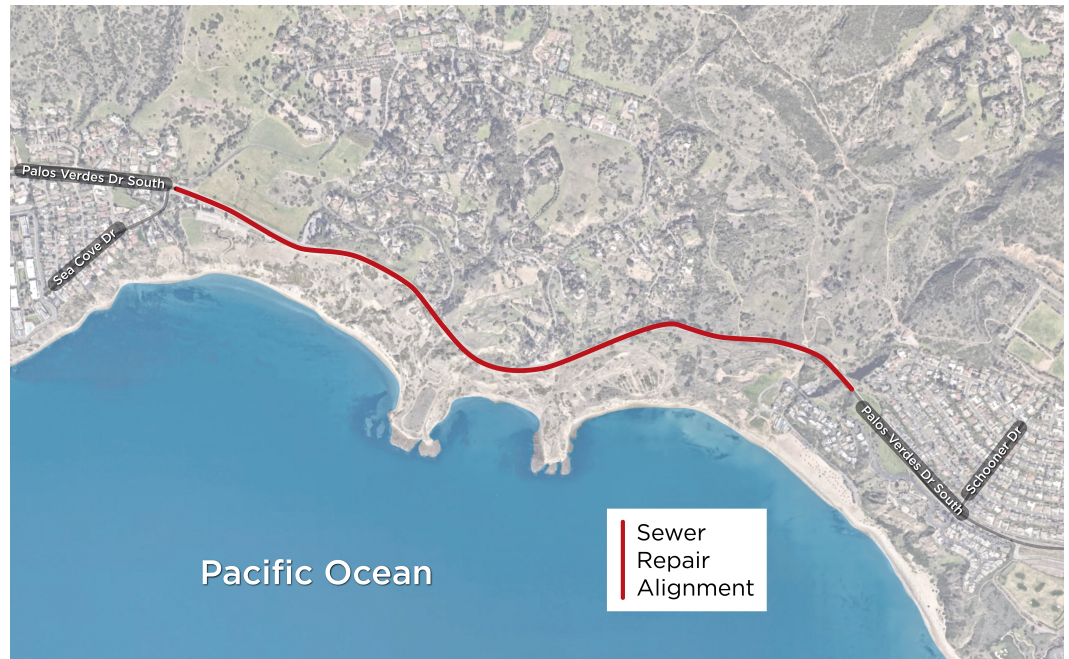 Palos Verdes Dr South
Sea Cove Dr
Palos Verdes Dr South
Schooner Dr
Pacific Ocean
Sewer
Repair
Alignment